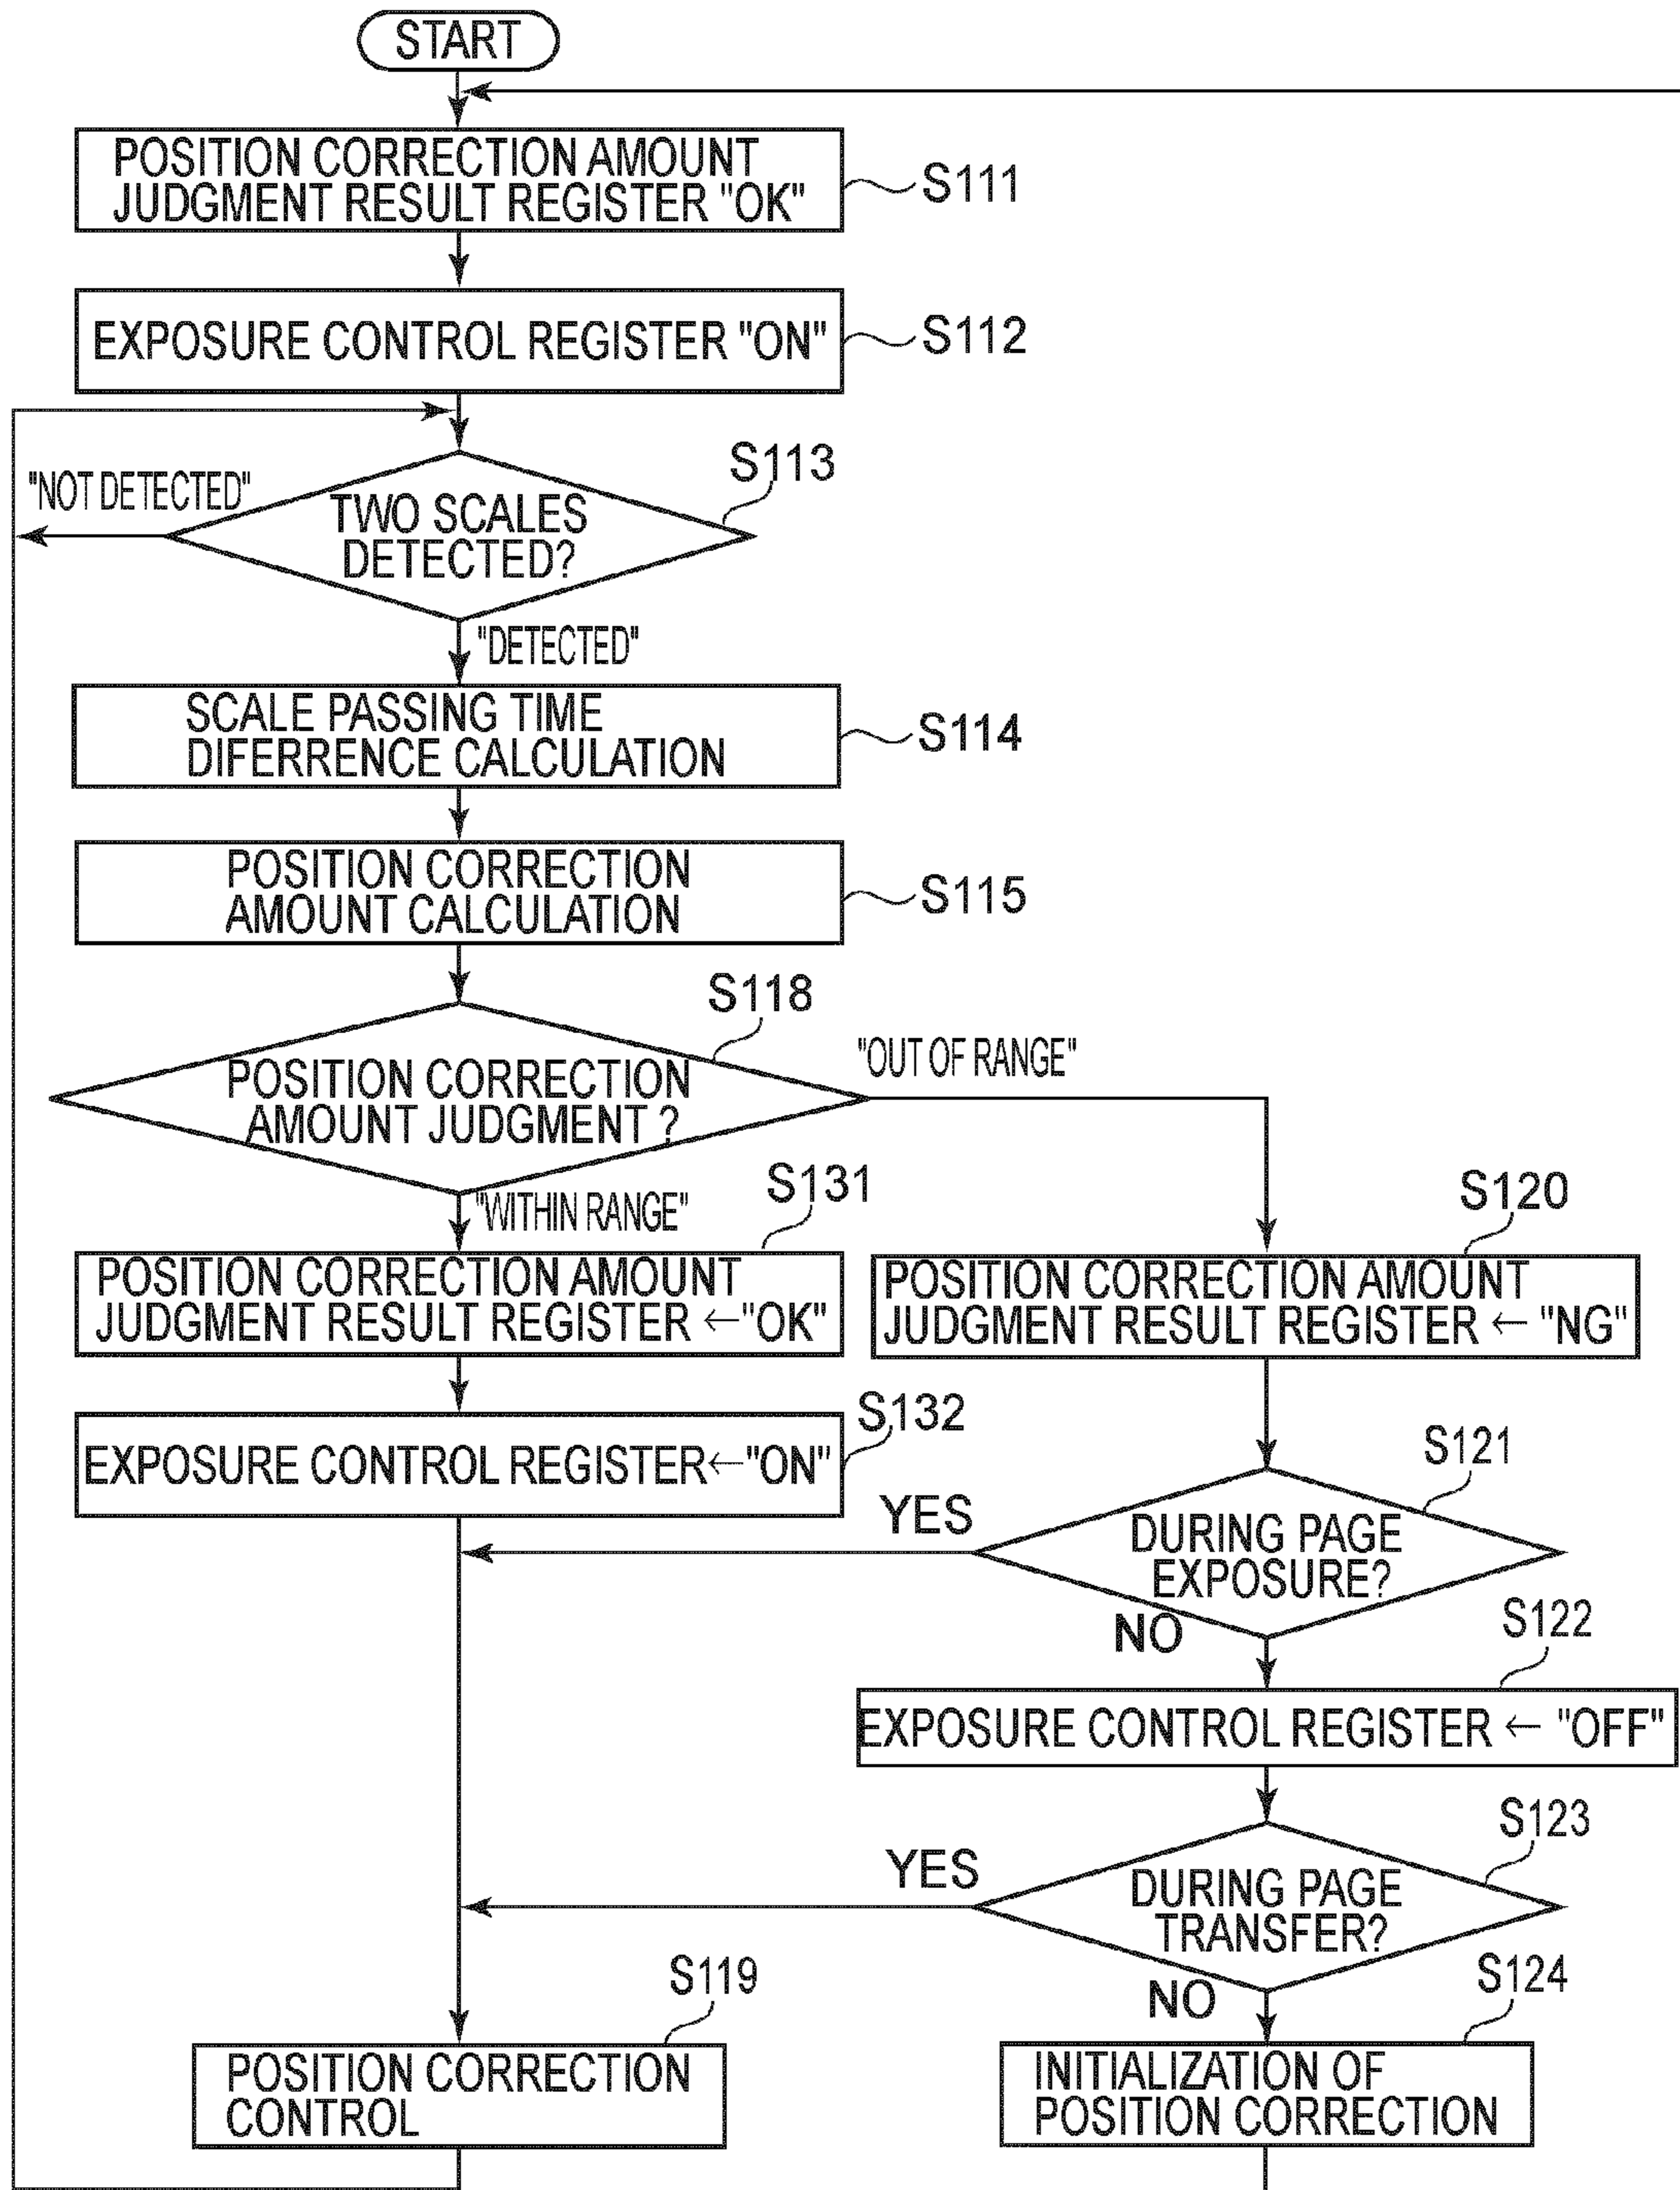 START
POSITION CORRECTION AMOUNT
JUDGMENT RESULT REGISTER "OK"
S111
EXPOSURE CONTROL REGISTER "ON"
S112
S113
"NOT DETECTED"
TWO SCALES
DETECTED?
"DETECTED"
SCALE PASSING TIME
DIFERRENCE CALCULATION
S114
POSITION CORRECTION
AMOUNT CALCULATION
S115
S118
"OUT OF RANGE"
POSITION CORRECTION
AMOUNT JUDGMENT ?
"WITHIN RANGE"
S131
S120
POSITION CORRECTION AMOUNT
JUDGMENT RESULT REGISTER ←"OK"
POSITION CORRECTION AMOUNT
JUDGMENT RESULT REGISTER ← "NG"
S132
EXPOSURE CONTROL REGISTER←"ON"
S121
YES
DURING PAGE
EXPOSURE?
NO
S122
EXPOSURE CONTROL REGISTER ← "OFF"
S123
YES
DURING PAGE
TRANSFER?
NO
S119
S124
POSITION CORRECTION
CONTROL
INITIALIZATION OF
POSITION CORRECTION